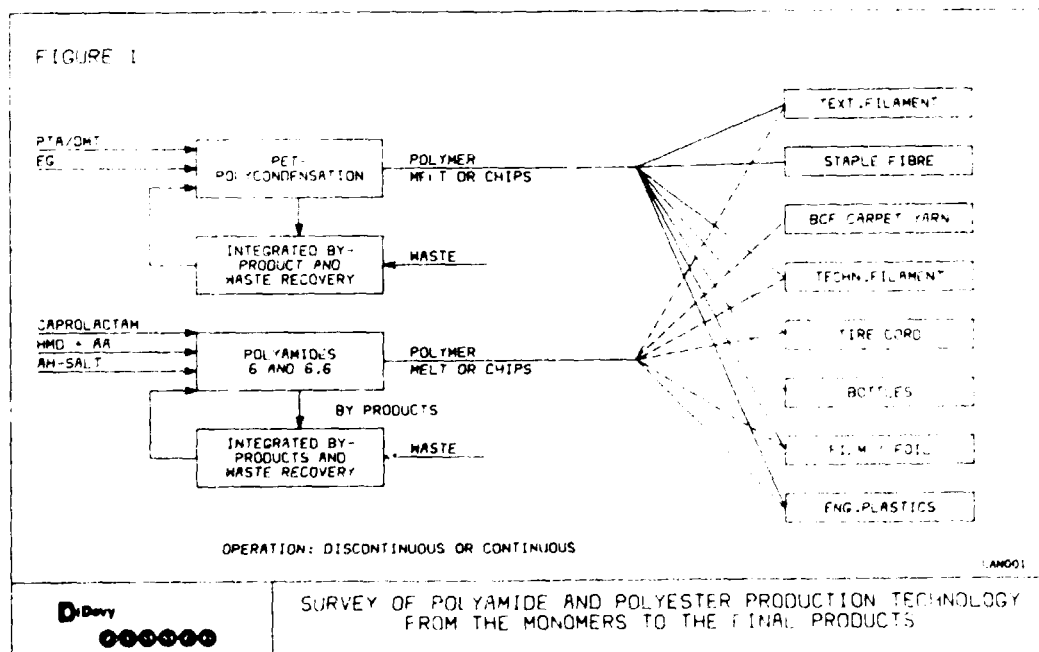 FIGURE 1
PTA/DMT
EG
PET-
POLYCONDENSATION
POLYMER
MELT OR CHIPS
INTEGRATED BY-
PRODUCT AND
WASTE RECOVERY
WASTE
CAPROLACTAM
HMD + AA
AH-SALT
POLYAMIDES
6 AND 6.6
POLYMER
MELT OR CHIPS
BY PRODUCTS
INTEGRATED BY-
PRODUCTS AND
WASTE RECOVERY
WASTE
TEXT.FILAMENT
STAPLE FIBRE
BCF CARPET YARN
TECHN.FILAMENT
TIRE CORD
BOTTLES
FILM / FOIL
ENG.PLASTICS
OPERATION: DISCONTINUOUS OR CONTINUOUS
Davy
SURVEY OF POLYAMIDE AND POLYESTER PRODUCTION TECHNOLOGY
FROM THE MONOMERS TO THE FINAL PRODUCTS